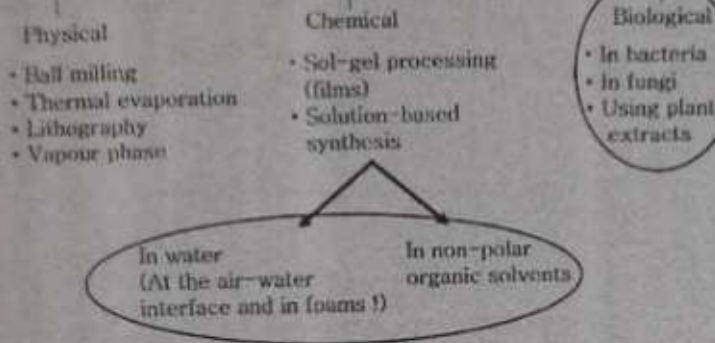 Physical
• Ball milling
• Thermal evaporation
• Lithography
• Vapour phase
Chemical
• Sol-gel processing
(films)
• Solution-based
synthesis
Biological
• In bacteria
• In fungi
• Using plant
extracts
In water
(At the air-water
interface and in foams !)
In non-polar
organic solvents